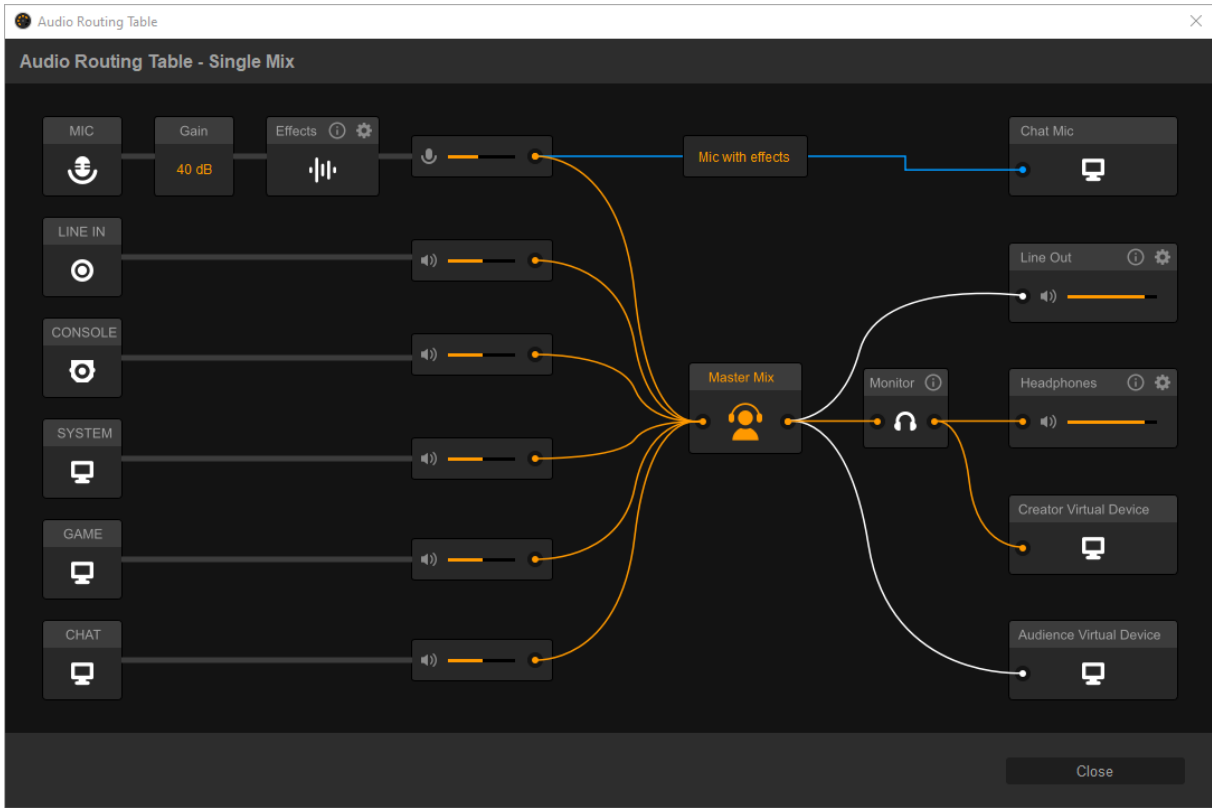 Audio Routing Table
Audio Routing Table - Single Mix
MIC
Gain
40 dB
Effects
Mic with effects
Chat Mic
LINE IN
Line Out
CONSOLE
Master Mix
Monitor
Headphones
SYSTEM
Creator Virtual Device
GAME
CHAT
Audience Virtual Device
Close